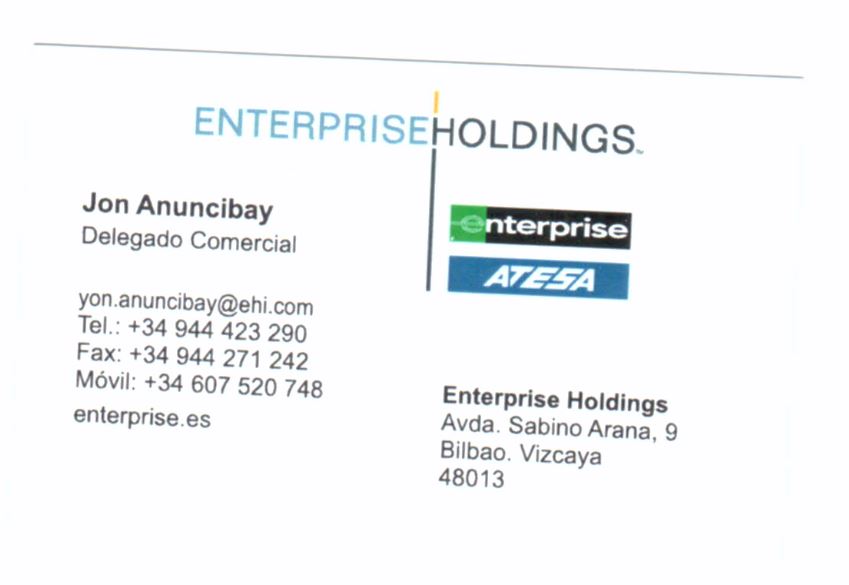 ENTERPRISEHOLDINGS™
Jon Anuncibay
Delegado Comercial
yon.anuncibay@ehi.com
Tel.: +34 944 423 290
Fax: +34 944 271 242
Móvil: +34 607 520 748
enterprise.es
enterprise
ATESA
Enterprise Holdings
Avda. Sabino Arana, 9
Bilbao. Vizcaya
48013